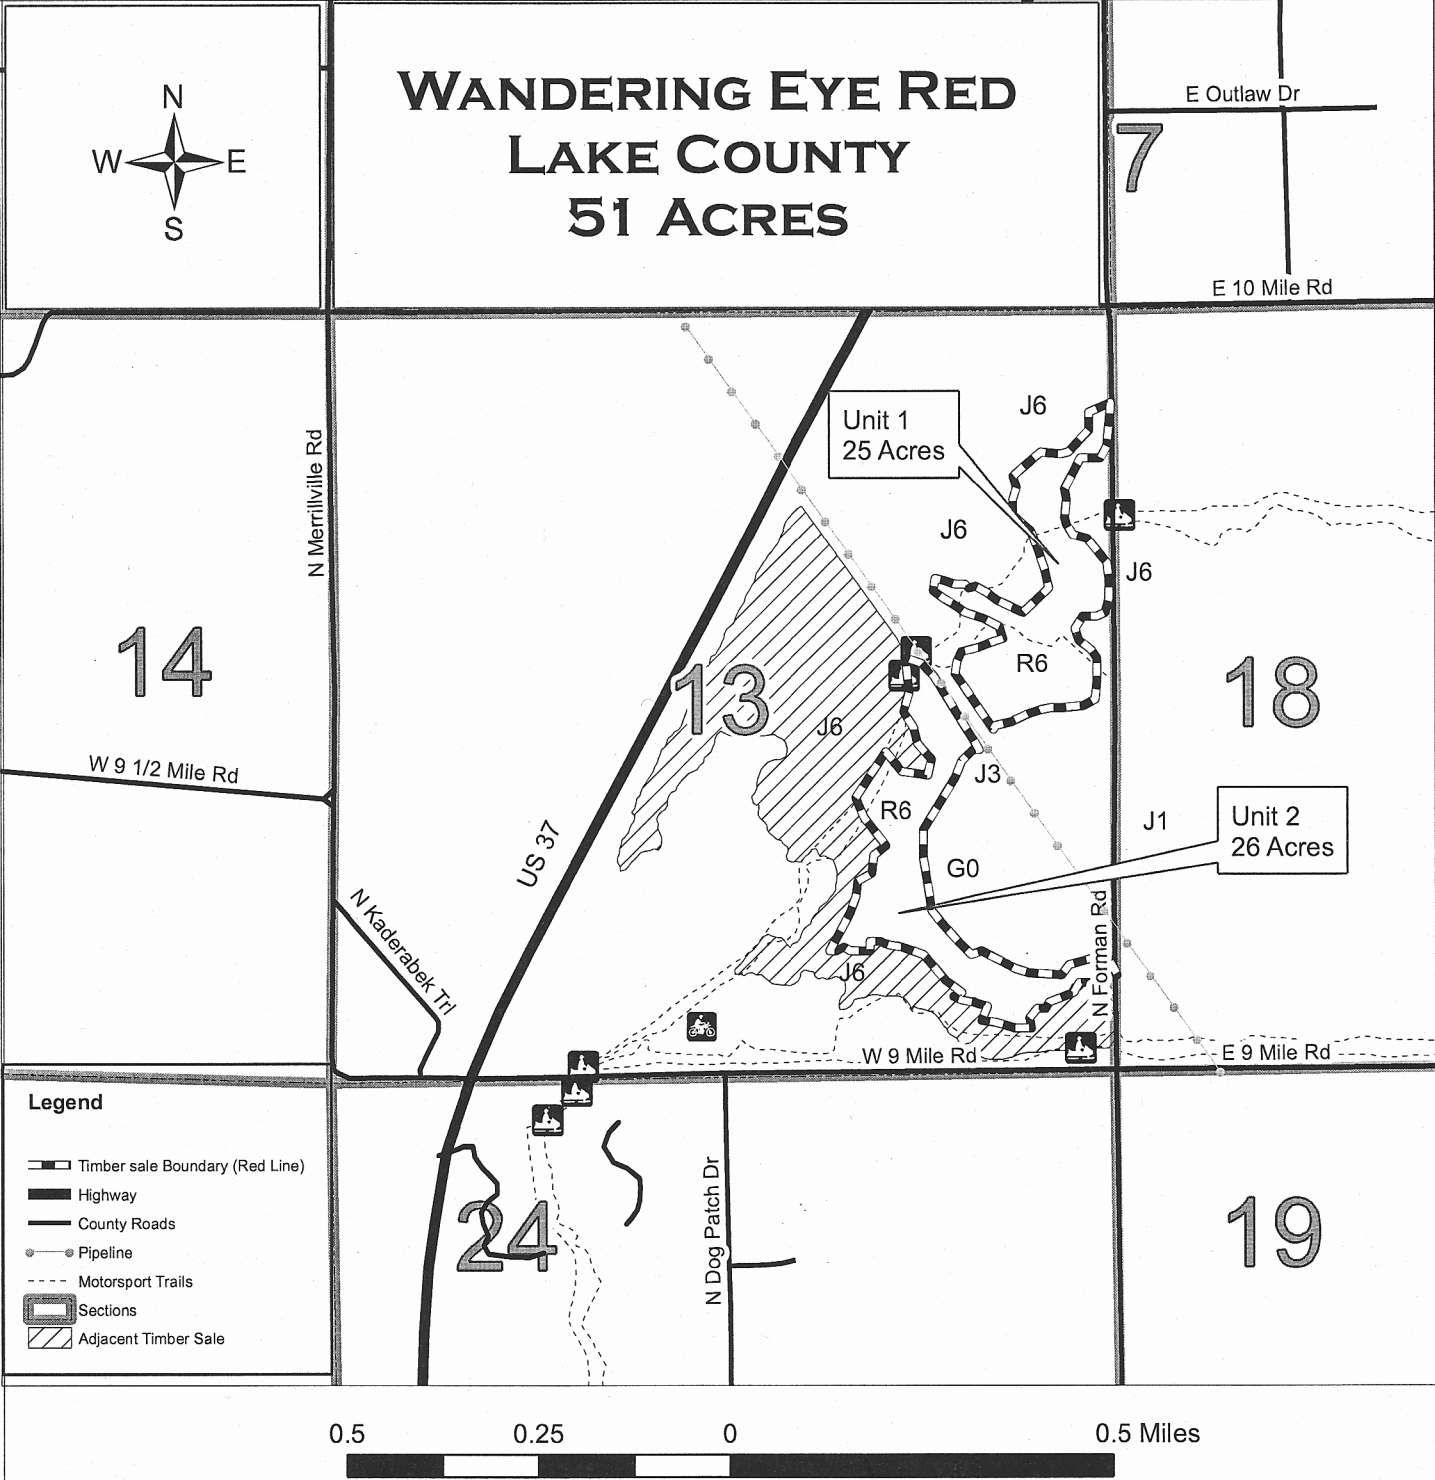 WANDERING EYE RED
LAKE COUNTY
51 ACRES
N
W E
S
E Outlaw Dr
7
E 10 Mile Rd
N Merrillville Rd
J6
Unit 1
25 Acres
J6
J6
14
13
R6
18
J6
W 9 1/2 Mile Rd
J3
US 37
R6
J1
Unit 2
26 Acres
G0
N Kaderabek Trl
N Forman Rd
J6
W 9 Mile Rd
E 9 Mile Rd
Legend
Timber sale Boundary (Red Line)
Highway
County Roads
Pipeline
Motorsport Trails
Sections
Adjacent Timber Sale
24
N Dog Patch Dr
19
0.5 0.25 0 0.5 Miles